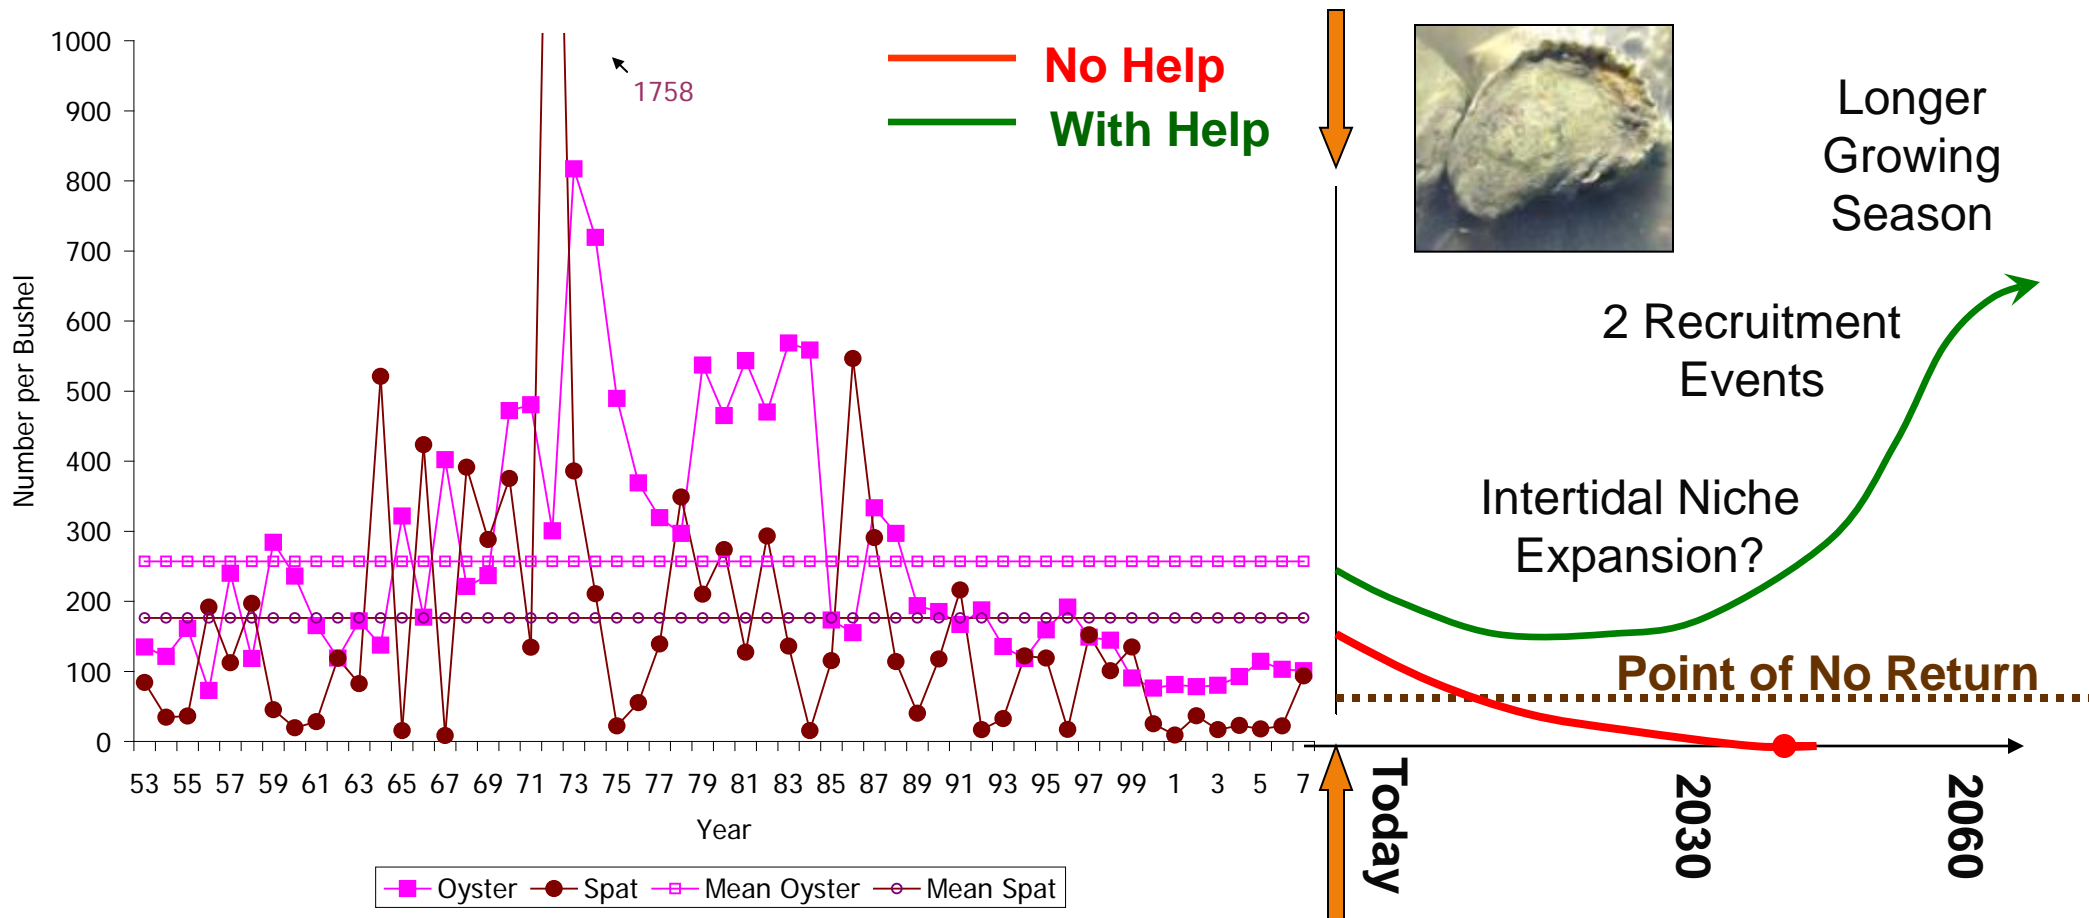 1000
900
800
700
600
500
400
300
200
100
0
Number per Bushel
1758
53 55 57 59 61 63 65 67 69 71 73 75 77 79 81 83 85 87 89 91 93 95 97 99 1 3 5 7
Year
Oyster Spat Mean Oyster Mean Spat
No Help
With Help
Longer
Growing
Season
2 Recruitment
Events
Intertidal Niche
Expansion?
Point of No Return
Today
2030
2060